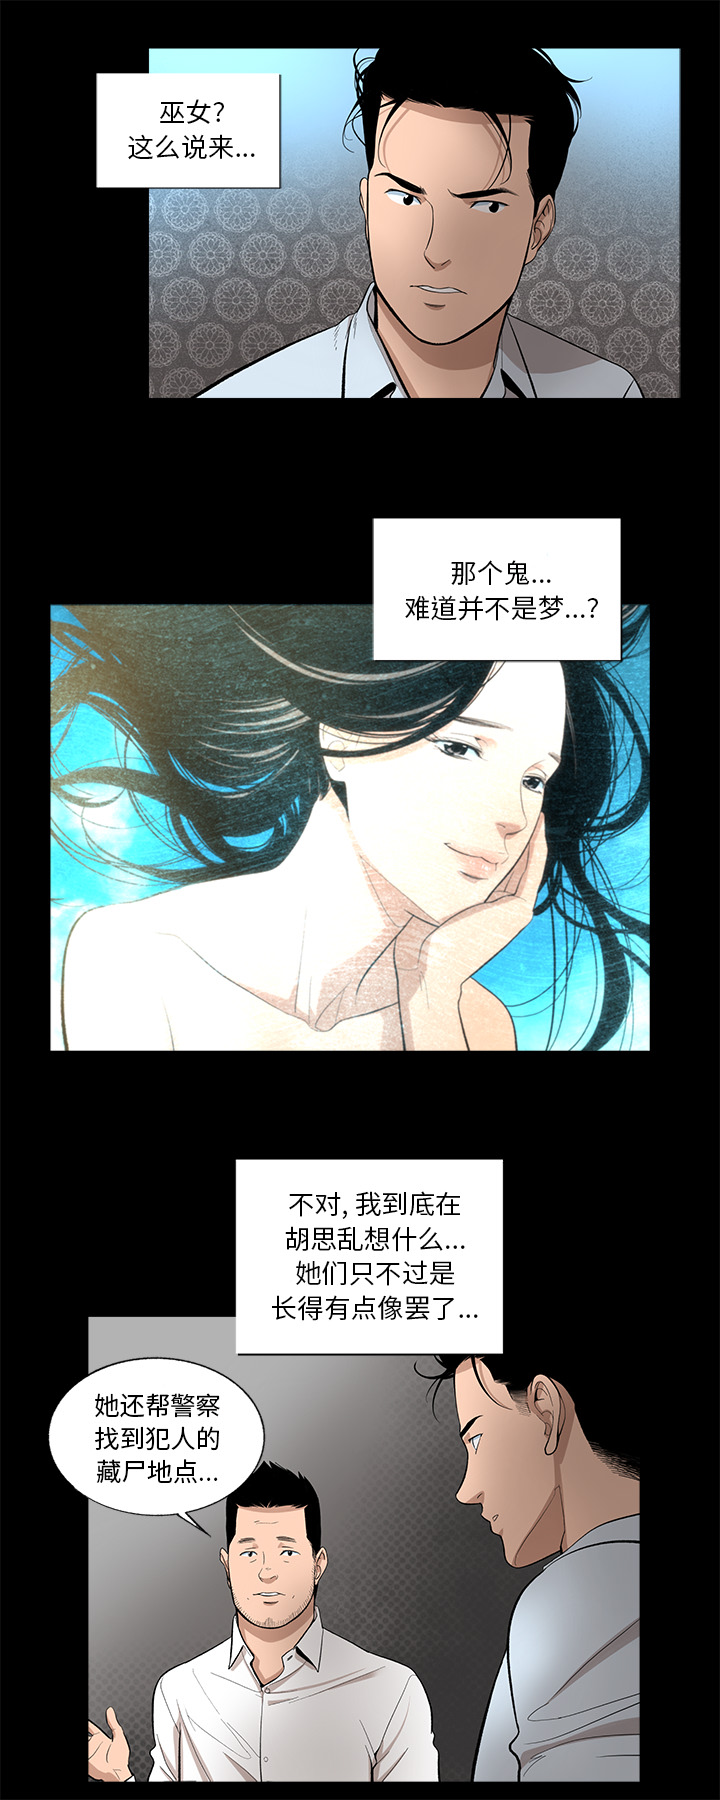 巫女?
这么说来...
那个鬼...
难道并不是梦...?
不对, 我到底在
胡思乱想什么...
她们只不过是
长得有点像罢了...
她还帮警察
找到犯人的
藏尸地点...